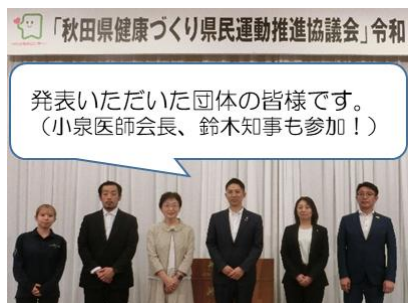 「秋田県健康づくり県民運動推進協議会」令和
発表いただいた団体の皆様です。
（小泉医師会長、鈴木知事も参加！）